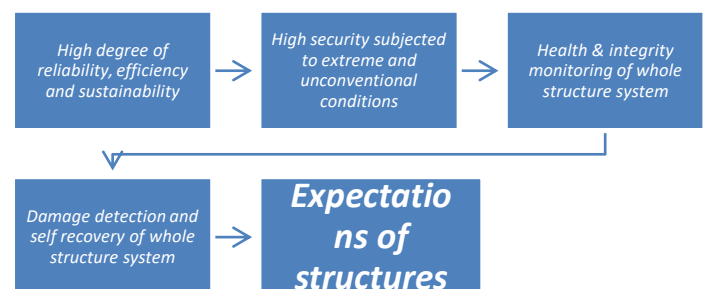 High degree of
reliability, efficiency
and sustainability
High security subjected
to extreme and
unconventional
conditions
Health & integrity
monitoring of whole
structure system
Damage detection and
self recovery of whole
structure system
Expectatio
ns of
structures